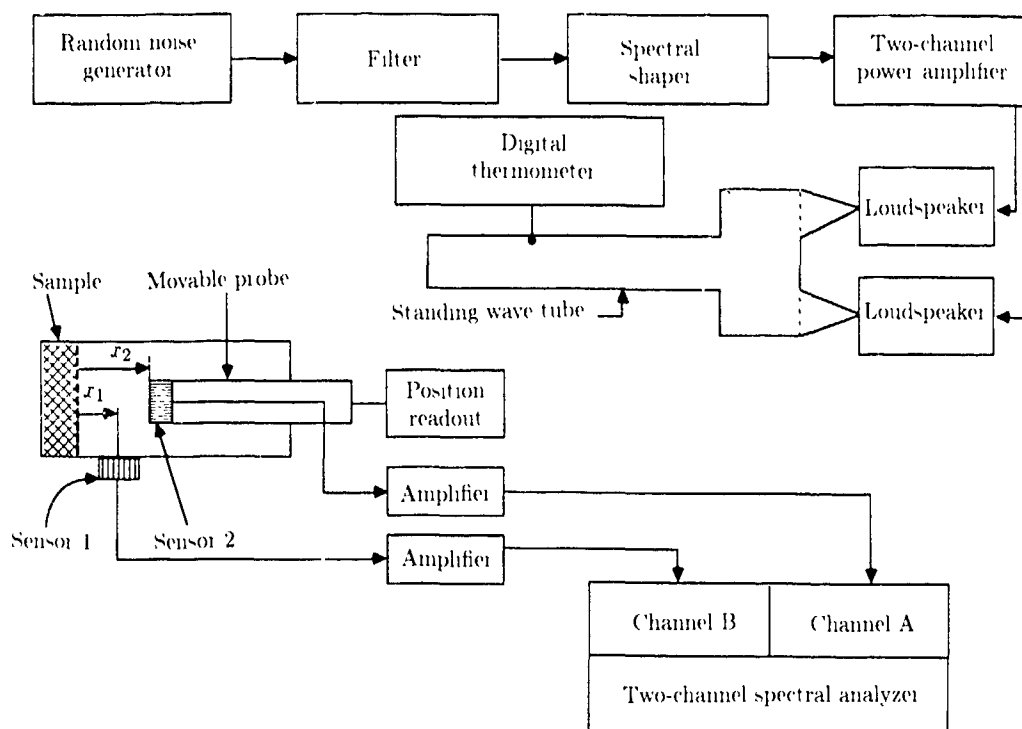 Random noise
generator
Filter
Spectral
shaper
Two-channel
power amplifier
Digital
thermometer
Loudspeaker
Standing wave tube
Loudspeaker
Sample
Movable probe
x2
x1
Position
readout
Sensor 1
Sensor 2
Amplifier
Amplifier
Channel B
Channel A
Two-channel spectral analyzer